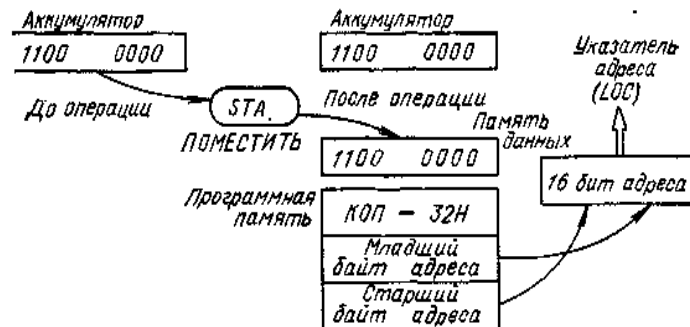 Аккумулятор
1100 0000
До операции
STA.
ПОМЕСТИТЬ
Аккумулятор
1100 0000
После операции
Память
данных
1100 0000
Программная
память
КОП – 32H
Младший
байт адреса
Старший
байт адреса
Указатель
адреса
(LOC)
16 бит адреса